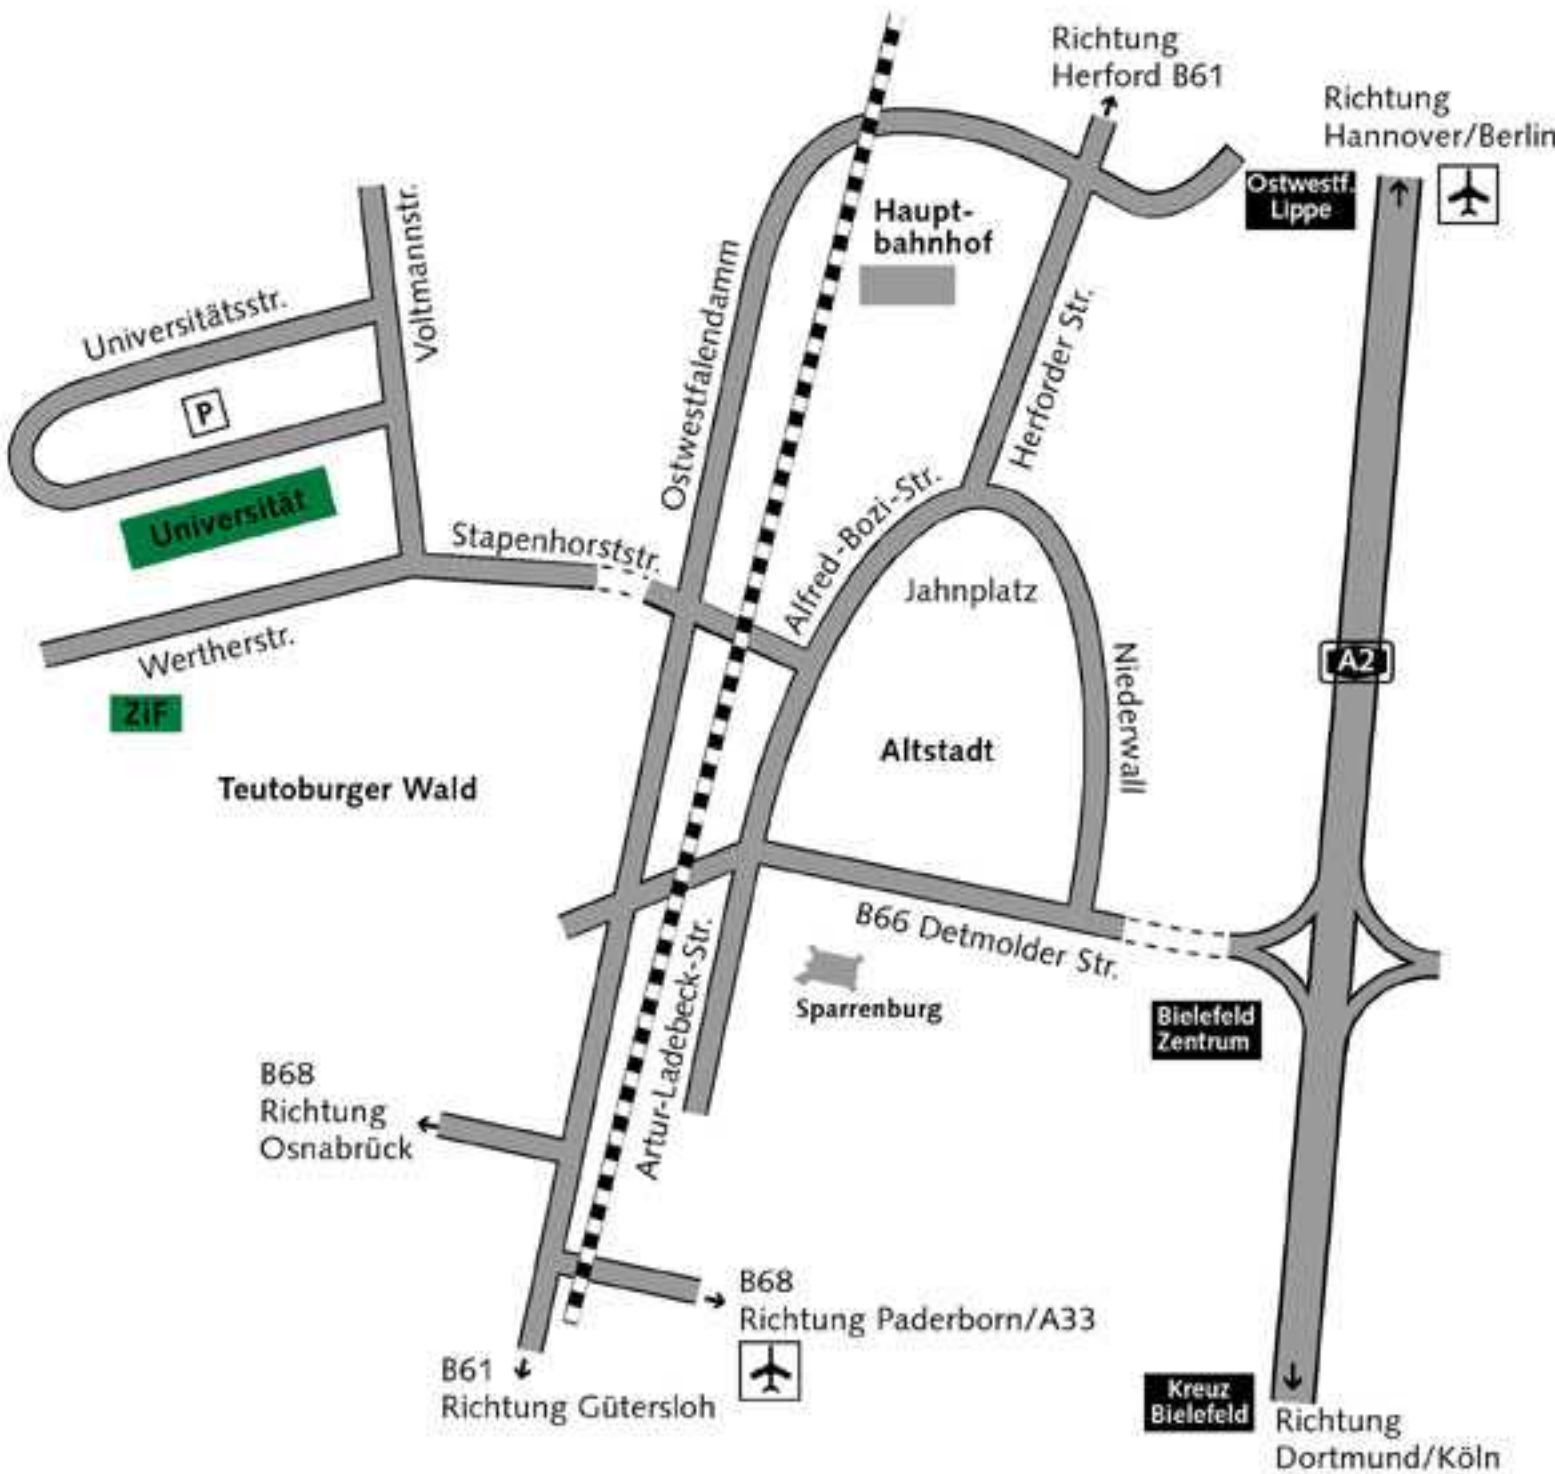 Richtung
Herford B61
Richtung
Hannover/Berlin
Ostwestf.
Lippe
Haupt-
bahnhof
Voltmannstr.
Universitätsstr.
P
Universität
Ostwestfalendamm
Herforder Str.
Stapenhorststr.
Alfred-Bozi-Str.
Jahnplatz
Wertherstr.
ZiF
Niederwall
A2
Altstadt
Teutoburger Wald
B66 Detmolder Str.
Artur-Ladebeck-Str.
Sparrenburg
Bielefeld
Zentrum
B68
Richtung
Osnabrück
B68
Richtung Paderborn/A33
B61
Richtung Gütersloh
Kreuz
Bielefeld
Richtung
Dortmund/Köln